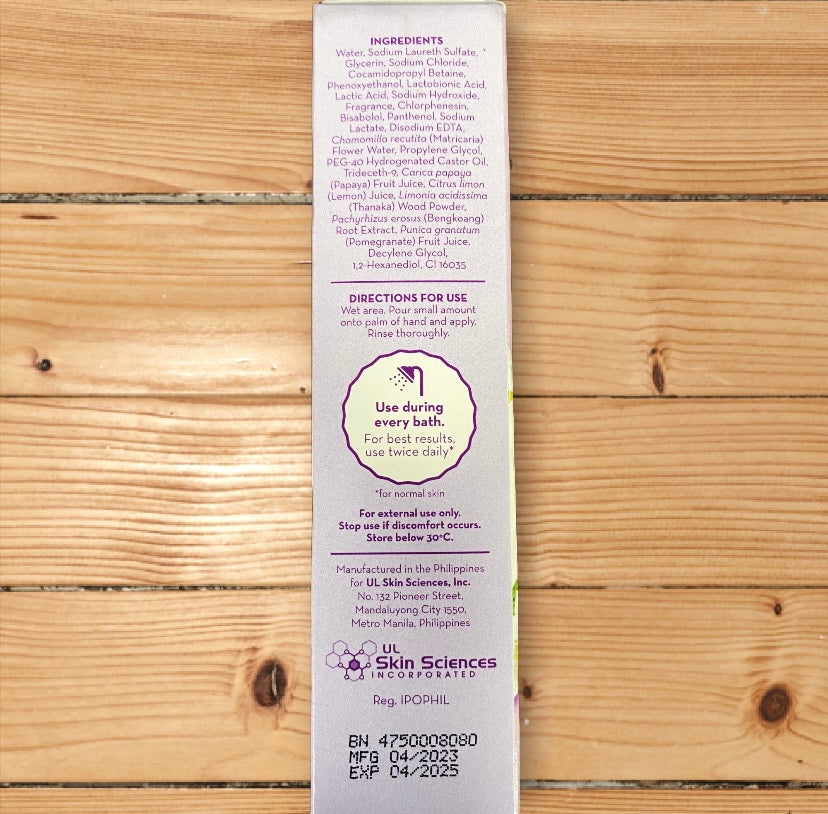 INGREDIENTS
Water, Sodium Laureth Sulfate,
Glycerin, Sodium Chloride,
Cocamidopropyl Betaine,
Phenoxyethanol, Lactobionic Acid,
Lactic Acid, Sodium Hydroxide,
Fragrance, Chlorphenesin,
Bisabolol, Panthenol, Sodium
Lactate, Disodium EDTA,
Chamomilla recutita (Matricaria)
Flower Water, Propylene Glycol,
PEG-40 Hydrogenated Castor Oil,
Trideceth-9, Carica papaya
(Papaya) Fruit Juice, Citrus limon
(Lemon) Juice, Limonia acidissima
(Thanaka) Wood Powder,
Pachyrhizus erosus (Bengkoang)
Root Extract, Punica granatum
(Pomegranate) Fruit Juice,
Decylene Glycol,
1,2-Hexanediol, CI 16035
DIRECTIONS FOR USE
Wet area. Pour small amount
onto palm of hand and apply.
Rinse thoroughly.
Use during
every bath.
For best results,
use twice daily*
*for normal skin
For external use only.
Stop use if discomfort occurs.
Store below 30°C.
Manufactured in the Philippines
for UL Skin Sciences, Inc.
No. 132 Pioneer Street,
Mandaluyong City 1550,
Metro Manila, Philippines
UL
Skin Sciences
INCORPORATED
Reg. IPOPHIL
BN 4750008080
MFG 04/2023
EXP 04/2025